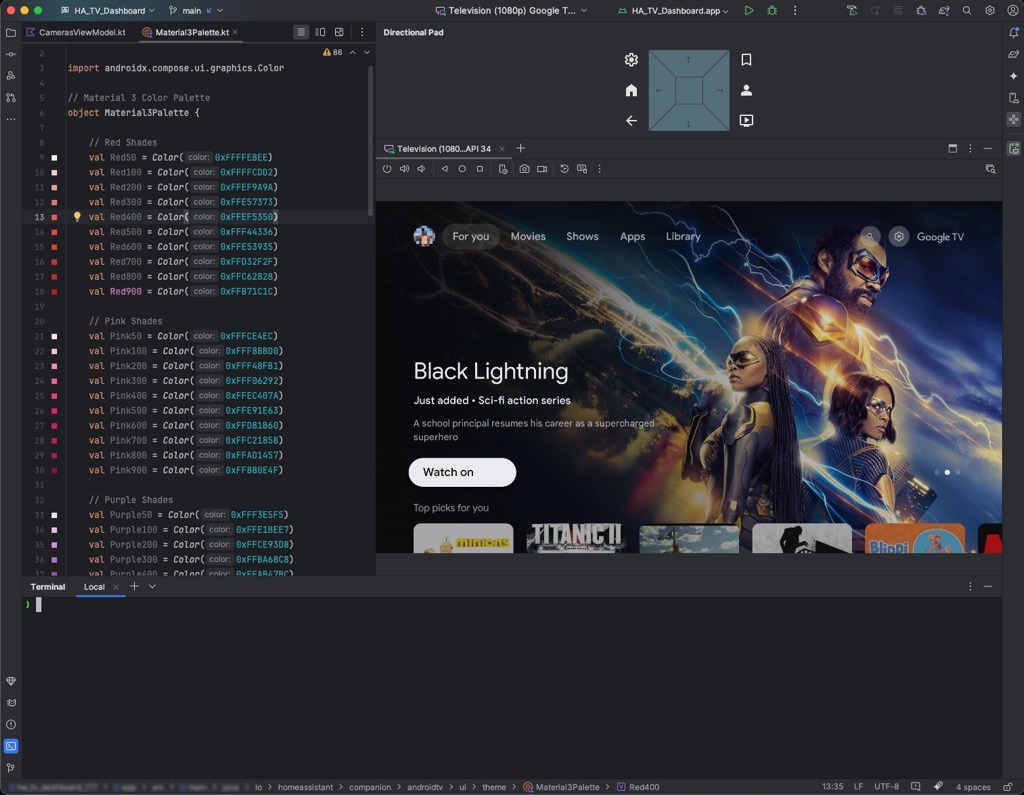 HA_TV_Dashboard
main
Television (1080p) Google T...
HA_TV_Dashboard.app
CamerasViewModel.kt
Material3Palette.kt
Directional Pad
86
2
3 import androidx.compose.ui.graphics.Color
4
5 // Material 3 Color Palette
6 object Material3Palette {
7
8 // Red Shades
9 val Red50 = Color( color: 0xFFFFEBEE)
10 val Red100 = Color( color: 0xFFFFCDD2)
11 val Red200 = Color( color: 0xFFEF9A9A)
12 val Red300 = Color( color: 0xFFE57373)
13 val Red400 = Color( color: 0xFFEF5350)
14 val Red500 = Color( color: 0xFFF44336)
15 val Red600 = Color( color: 0xFFE53935)
16 val Red700 = Color( color: 0xFFD32F2F)
17 val Red800 = Color( color: 0xFFC62828)
18 val Red900 = Color( color: 0xFFB71C1C)
19
20 // Pink Shades
21 val Pink50 = Color( color: 0xFFFCE4EC)
22 val Pink100 = Color( color: 0xFFF8BBD0)
23 val Pink200 = Color( color: 0xFFF48FB1)
24 val Pink300 = Color( color: 0xFFF06292)
25 val Pink400 = Color( color: 0xFFEC407A)
26 val Pink500 = Color( color: 0xFFE91E63)
27 val Pink600 = Color( color: 0xFFD81B60)
28 val Pink700 = Color( color: 0xFFC2185B)
29 val Pink800 = Color( color: 0xFFAD1457)
30 val Pink900 = Color( color: 0xFF880E4F)
31
32 // Purple Shades
33 val Purple50 = Color( color: 0xFFF3E5F5)
34 val Purple100 = Color( color: 0xFFE1BEE7)
35 val Purple200 = Color( color: 0xFFCE93D8)
36 val Purple300 = Color( color: 0xFFBA68C8)
37 val Purple400 = Color( color: 0xFFAB47BC)
Television (1080...API 34
For you
Movies
Shows
Apps
Library
Google TV
Black Lightning
Just added • Sci-fi action series
A school principal resumes his career as a supercharged
superhero
Watch on
Top picks for you
minions
TITANIC II
Blippi
Terminal
Local
❯
io > homeassistant > companion > androidtv > ui > theme > Material3Palette > Red400
13:35
LF
UTF-8
4 spaces